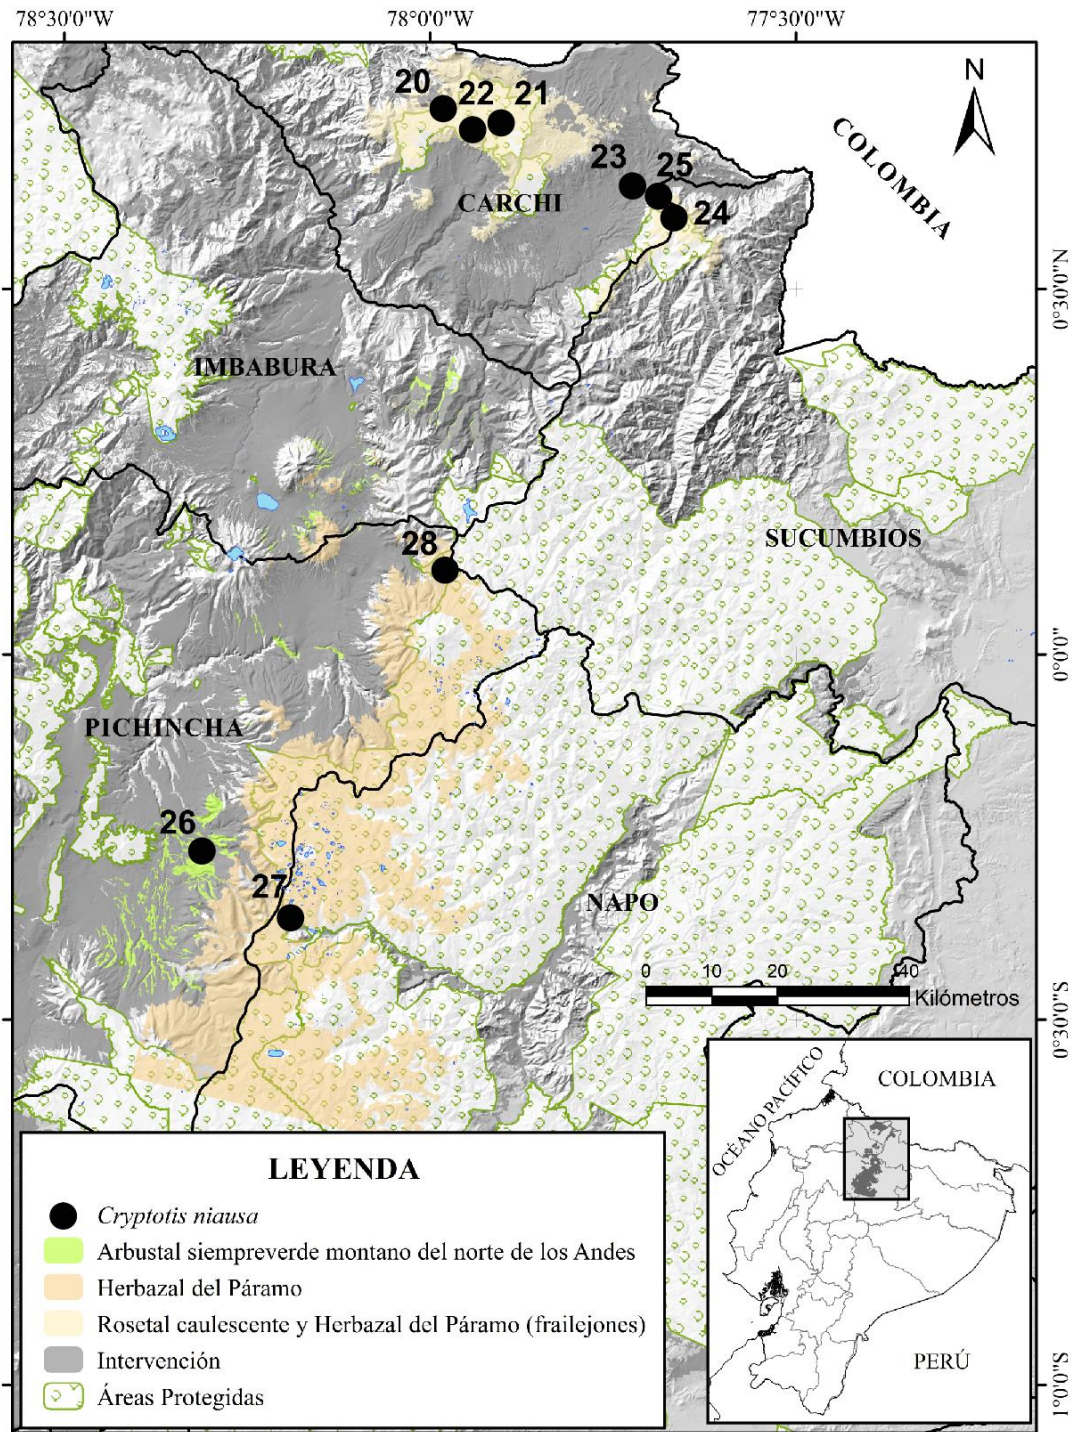 78°30'0"W
78°0'0"W
77°30'0"W
N
COLOMBIA
20
22
21
23
25
24
CARCHI
0°30'0"N
IMBABURA
28
SUCUMBIOS
0°0'0"
PICHINCHA
26
27
NAPO
0 10 20 40
Kilómetros
0°30'0"S
LEYENDA
Cryptotis niausa
Arbustal siempreverde montano del norte de los Andes
Herbazal del Páramo
Rosetal caulescente y Herbazal del Páramo (frailejones)
Intervención
Áreas Protegidas
OCÉANO PACÍFICO
COLOMBIA
PERÚ
1°0'0"S